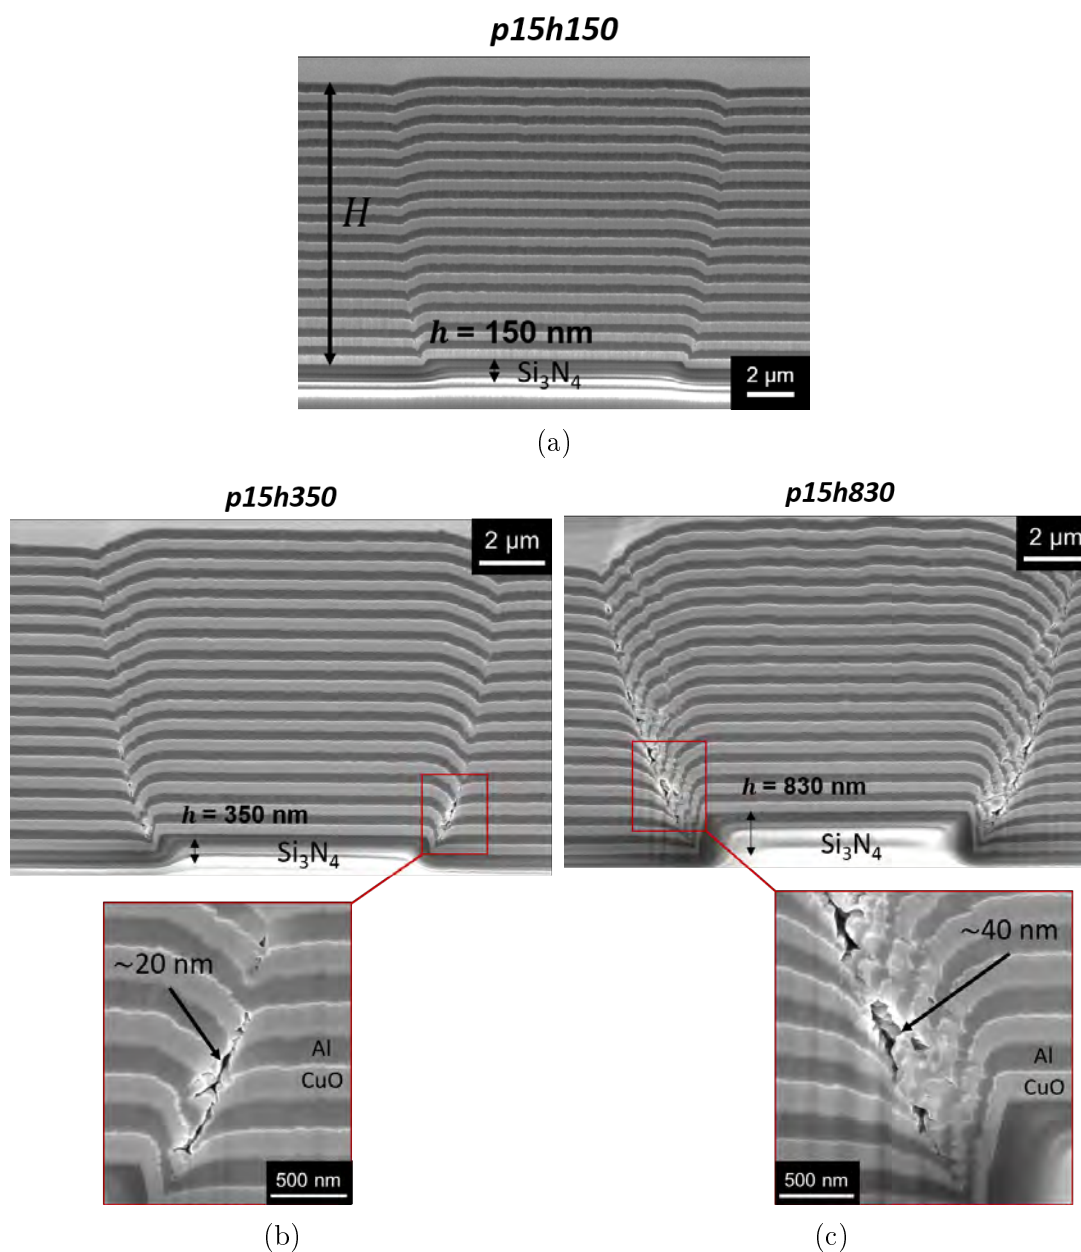 p15h150
H
h = 150 nm
Si₃N₄
2 µm
(a)
p15h350
p15h830
2 µm
2 µm
h = 350 nm
Si₃N₄
h = 830 nm
Si₃N₄
~20 nm
Al
CuO
500 nm
~40 nm
Al
CuO
500 nm
(b)
(c)